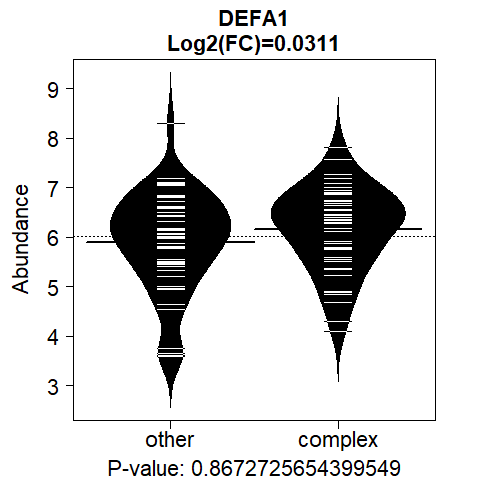 DEFA1
Log2(FC)=0.0311
Abundance
9
8
7
6
5
4
3
other complex
P-value: 0.8672725654399549